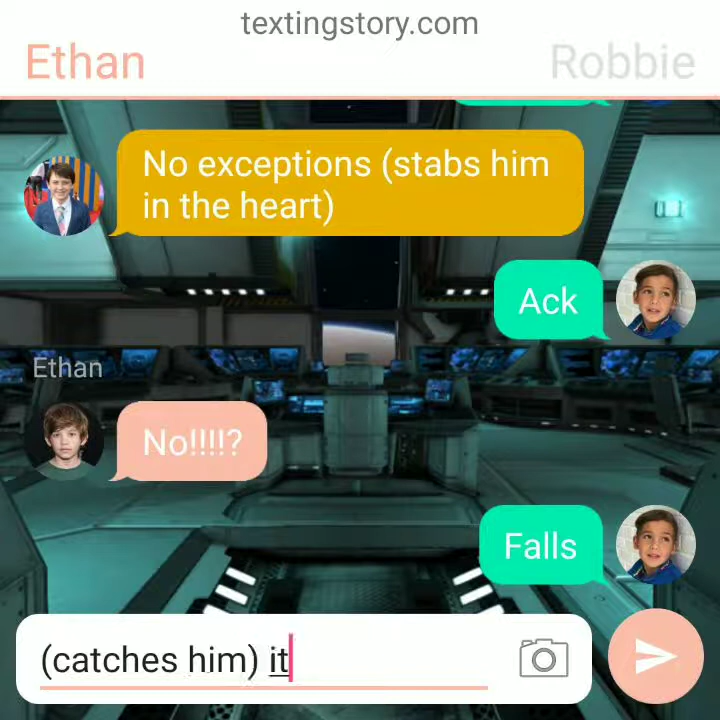 textingstory.com
Ethan
Robbie
No exceptions (stabs him
in the heart)
Ack
Ethan
No!!!!?
Falls
(catches him) it